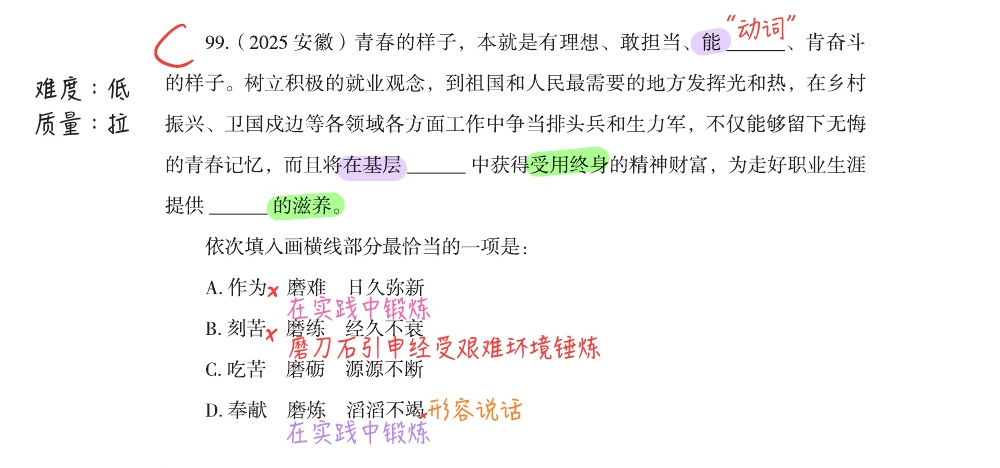 C
99.（2025 安徽）青春的样子，本就是有理想、敢担当、能______、肯奋斗
“动词”
难度：低
的样子。树立积极的就业观念，到祖国和人民最需要的地方发挥光和热，在乡村
质量：拉
振兴、卫国戍边等各领域各方面工作中争当排头兵和生力军，不仅能够留下无悔
的青春记忆，而且将在基层______中获得受用终身的精神财富，为走好职业生涯
提供______的滋养。
依次填入画横线部分最恰当的一项是：
A. 作为× 磨难 日久弥新
在实践中锻炼
B. 刻苦× 磨练 经久不衰
磨刀石引申经受艰难环境锤炼
C. 吃苦 磨砺 源源不断
D. 奉献 磨炼 滔滔不竭×形容说话
在实践中锻炼